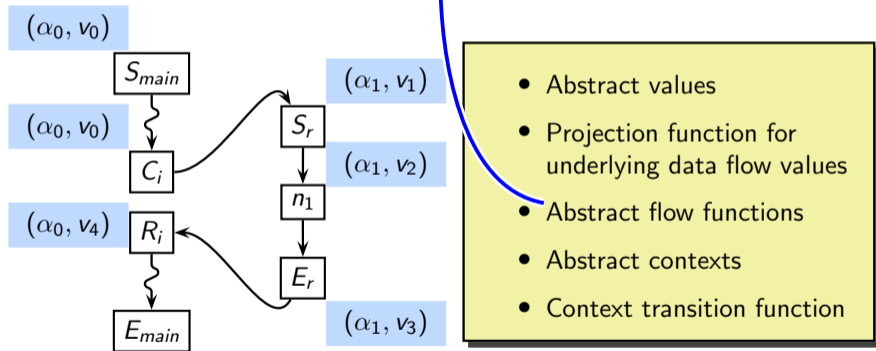 (α₀, v₀)
S_main
(α₀, v₀)
C_i
(α₀, v₄)
R_i
E_main
(α₁, v₁)
S_r
(α₁, v₂)
n₁
E_r
(α₁, v₃)
• Abstract values
• Projection function for
underlying data flow values
• Abstract flow functions
• Abstract contexts
• Context transition function